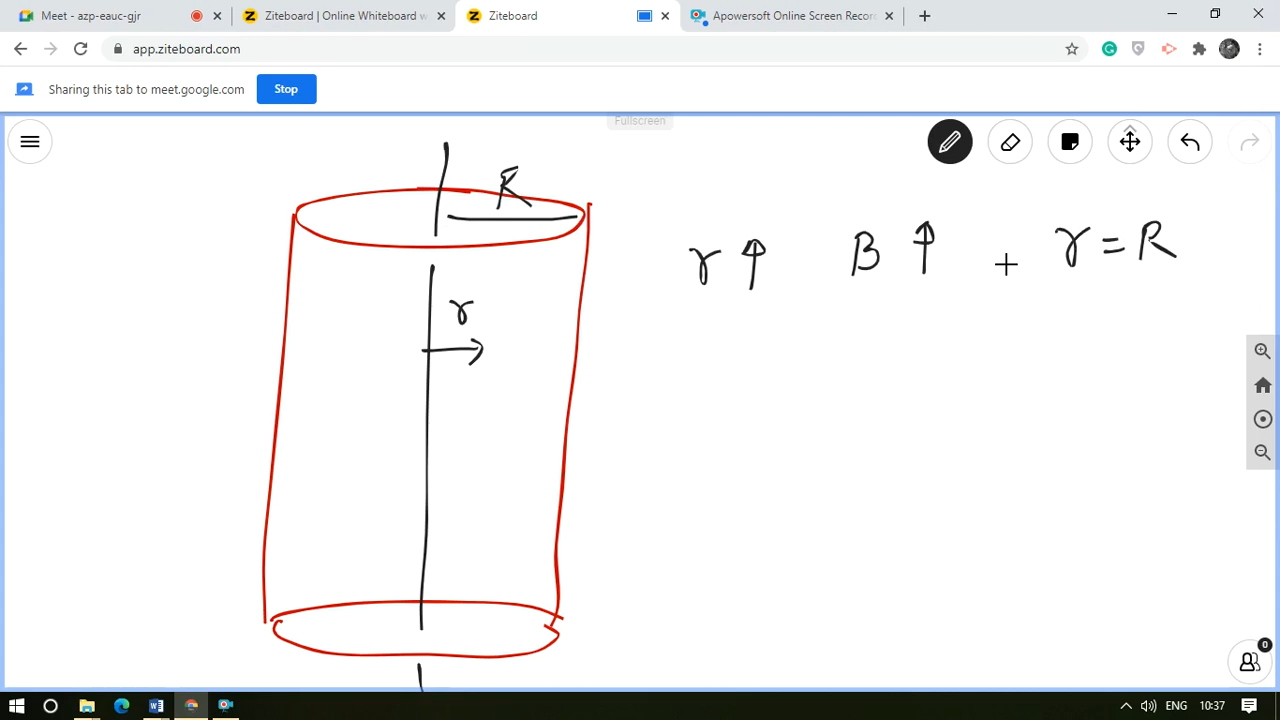 Meet - azp-eauc-gjr
Ziteboard | Online Whiteboard w
Ziteboard
Apowersoft Online Screen Recor
app.ziteboard.com
Sharing this tab to meet.google.com
Stop
Fullscreen
R
r ↑ B ↑ r = R
r
0
ENG
10:37